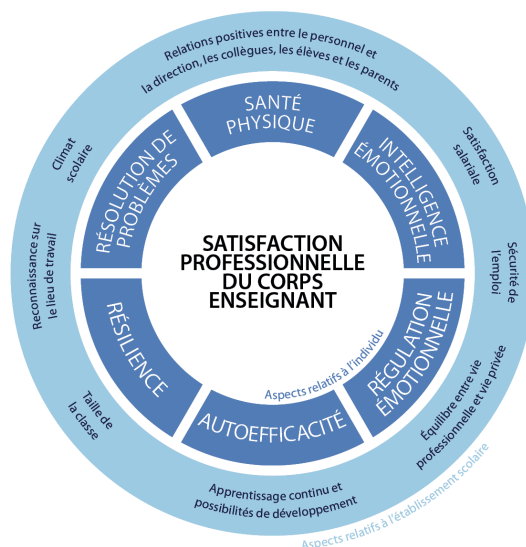 Relations positives entre le personnel et
la direction, les collègues, les élèves et les parents
Satisfaction
salariale
Sécurité de
l'emploi
Équilibre entre vie
professionnelle et vie privée
Apprentissage continu et
possibilités de développement
Taille de
la classe
Reconnaissance sur
le lieu de travail
Climat
scolaire
SANTÉ
PHYSIQUE
INTELLIGENCE
ÉMOTIONNELLE
RÉGULATION
ÉMOTIONNELLE
AUTOEFFICACITÉ
RÉSILIENCE
RÉSOLUTION DE
PROBLÈMES
SATISFACTION
PROFESSIONNELLE
DU CORPS
ENSEIGNANT
Aspects relatifs à l'individu
Aspects relatifs à l'établissement scolaire